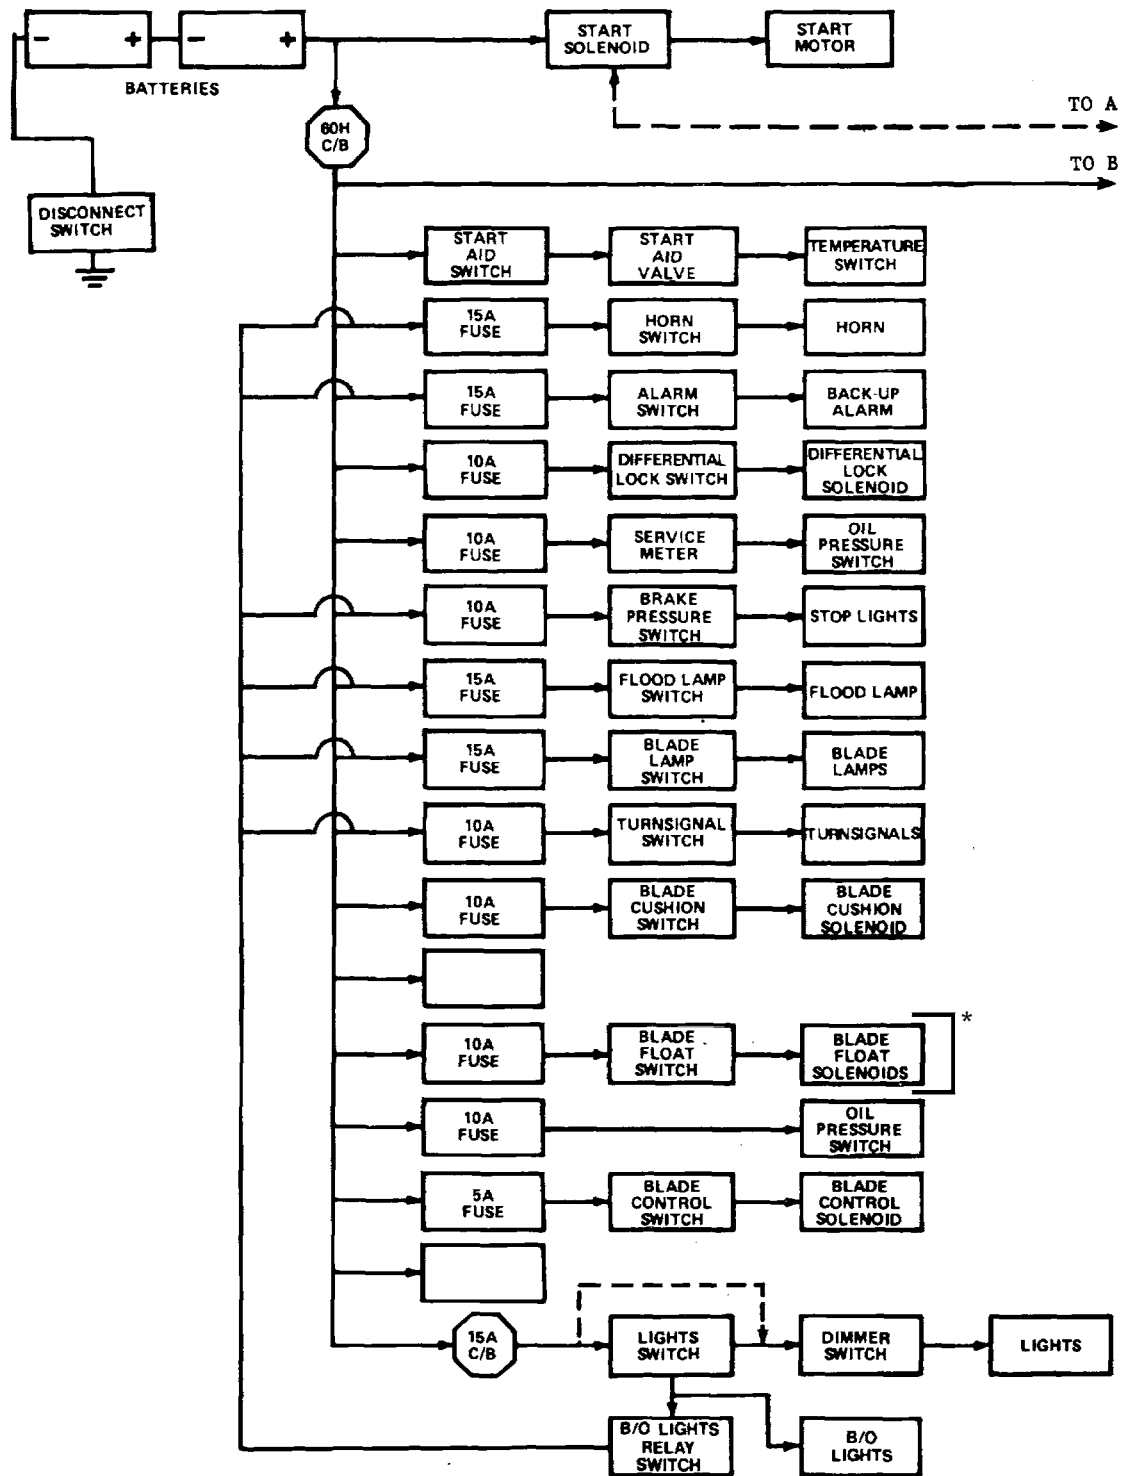 START
SOLENOID
START
MOTOR
- +
- +
BATTERIES
60H
C/B
TO A
TO B
DISCONNECT
SWITCH
START
AID
SWITCH
START
AID
VALVE
TEMPERATURE
SWITCH
15A
FUSE
HORN
SWITCH
HORN
15A
FUSE
ALARM
SWITCH
BACK-UP
ALARM
10A
FUSE
DIFFERENTIAL
LOCK SWITCH
DIFFERENTIAL
LOCK
SOLENOID
10A
FUSE
SERVICE
METER
OIL
PRESSURE
SWITCH
10A
FUSE
BRAKE
PRESSURE
SWITCH
STOP LIGHTS
15A
FUSE
FLOOD LAMP
SWITCH
FLOOD LAMP
15A
FUSE
BLADE
LAMP
SWITCH
BLADE
LAMPS
10A
FUSE
TURNSIGNAL
SWITCH
TURNSIGNALS
10A
FUSE
BLADE
CUSHION
SWITCH
BLADE
CUSHION
SOLENOID
10A
FUSE
BLADE
FLOAT
SWITCH
BLADE
FLOAT
SOLENOIDS
*
10A
FUSE
OIL
PRESSURE
SWITCH
5A
FUSE
BLADE
CONTROL
SWITCH
BLADE
CONTROL
SOLENOID
15A
C/B
LIGHTS
SWITCH
DIMMER
SWITCH
LIGHTS
B/O LIGHTS
RELAY
SWITCH
B/O
LIGHTS